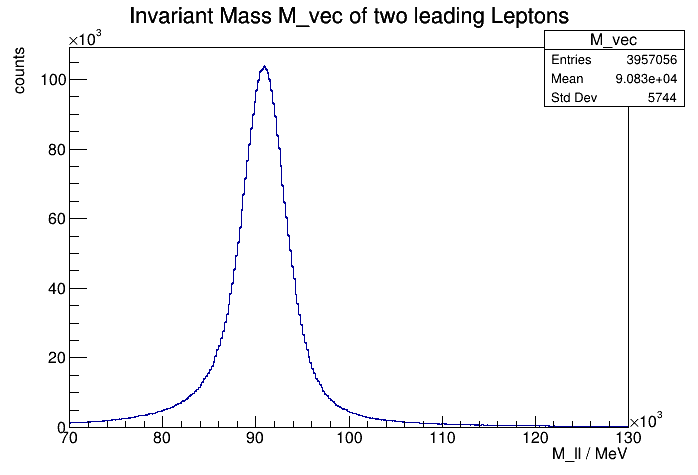 Invariant Mass M_vec of two leading Leptons
M_vec
Entries 3957056
Mean 9.083e+04
Std Dev 5744
×10³
counts
100
80
60
40
20
0
70 80 90 100 110 120 130
×10³
M_ll / MeV